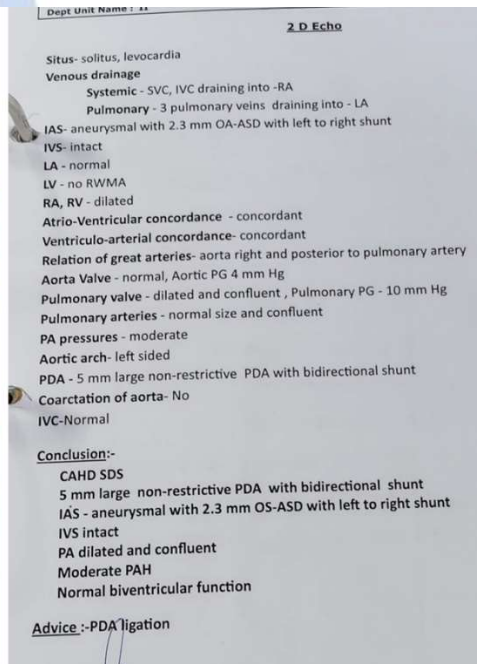 Dept Unit Name : II
2 D Echo
Situs- solitus, levocardia
Venous drainage
Systemic - SVC, IVC draining into -RA
Pulmonary - 3 pulmonary veins draining into - LA
IAS- aneurysmal with 2.3 mm OA-ASD with left to right shunt
IVS- intact
LA - normal
LV - no RWMA
RA, RV - dilated
Atrio-Ventricular concordance - concordant
Ventriculo-arterial concordance- concordant
Relation of great arteries- aorta right and posterior to pulmonary artery
Aorta Valve - normal, Aortic PG 4 mm Hg
Pulmonary valve - dilated and confluent , Pulmonary PG - 10 mm Hg
Pulmonary arteries - normal size and confluent
PA pressures - moderate
Aortic arch- left sided
PDA - 5 mm large non-restrictive PDA with bidirectional shunt
Coarctation of aorta- No
IVC-Normal
Conclusion:-
CAHD SDS
5 mm large non-restrictive PDA with bidirectional shunt
IAS - aneurysmal with 2.3 mm OS-ASD with left to right shunt
IVS intact
PA dilated and confluent
Moderate PAH
Normal biventricular function
Advice :-PDA ligation